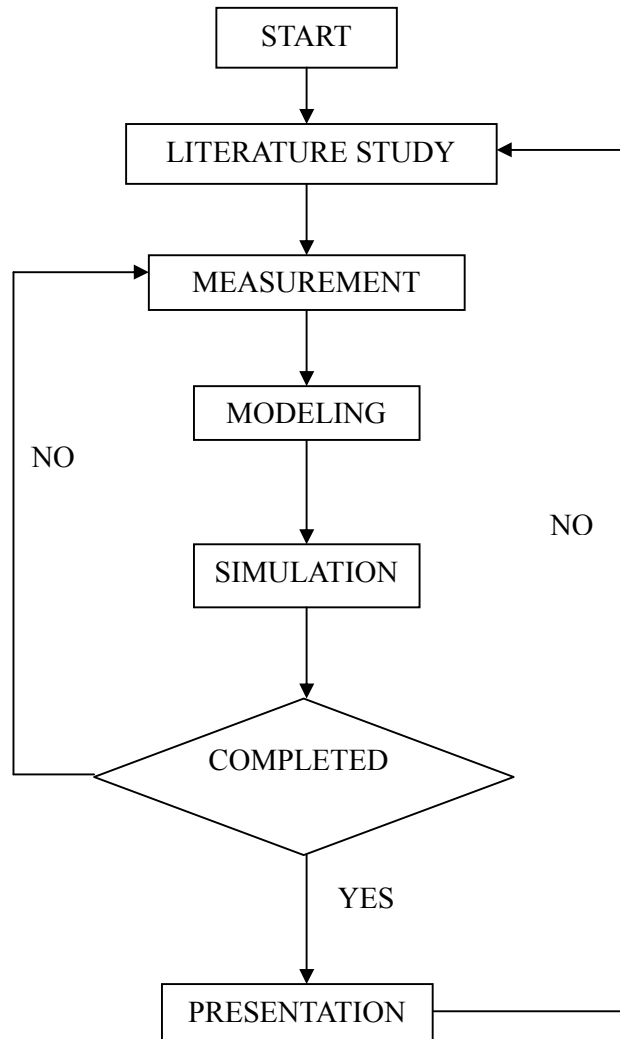 START
LITERATURE STUDY
MEASUREMENT
MODELING
NO
NO
SIMULATION
COMPLETED
YES
PRESENTATION